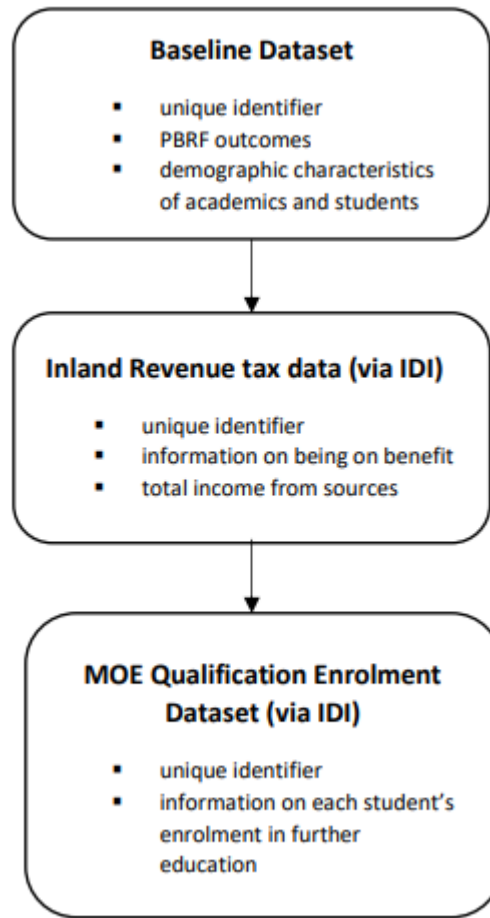 Baseline Dataset
▪ unique identifier
▪ PBRF outcomes
▪ demographic characteristics
of academics and students
Inland Revenue tax data (via IDI)
▪ unique identifier
▪ information on being on benefit
▪ total income from sources
MOE Qualification Enrolment
Dataset (via IDI)
▪ unique identifier
▪ information on each student's
enrolment in further
education